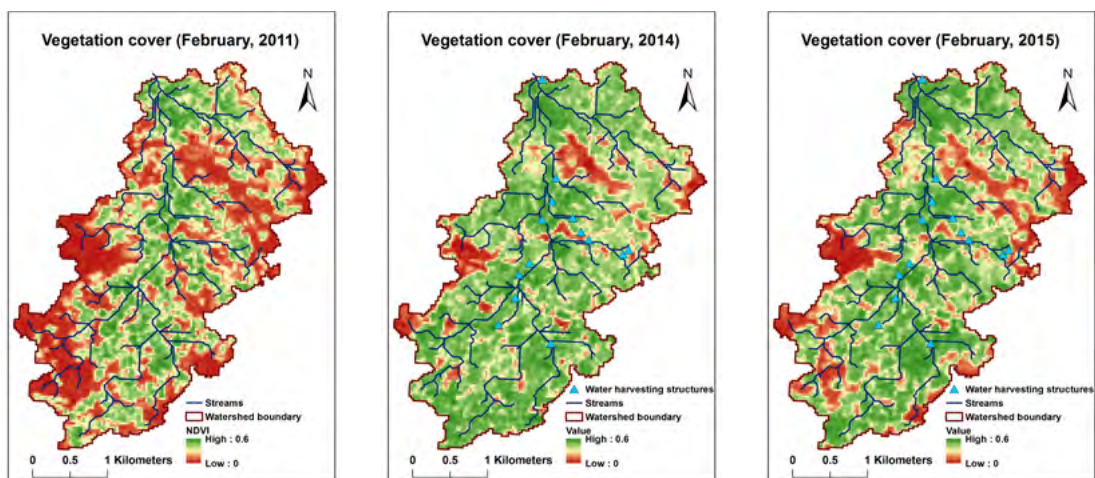 Vegetation cover (February, 2011)
N
Streams
Watershed boundary
NDVI
High : 0.6
Low : 0
0 0.5 1 Kilometers
Vegetation cover (February, 2014)
N
Water harvesting structures
Streams
Watershed boundary
Value
High : 0.6
Low : 0
0 0.5 1 Kilometers
Vegetation cover (February, 2015)
N
Water harvesting structures
Streams
Watershed boundary
Value
High : 0.6
Low : 0
0 0.5 1 Kilometers